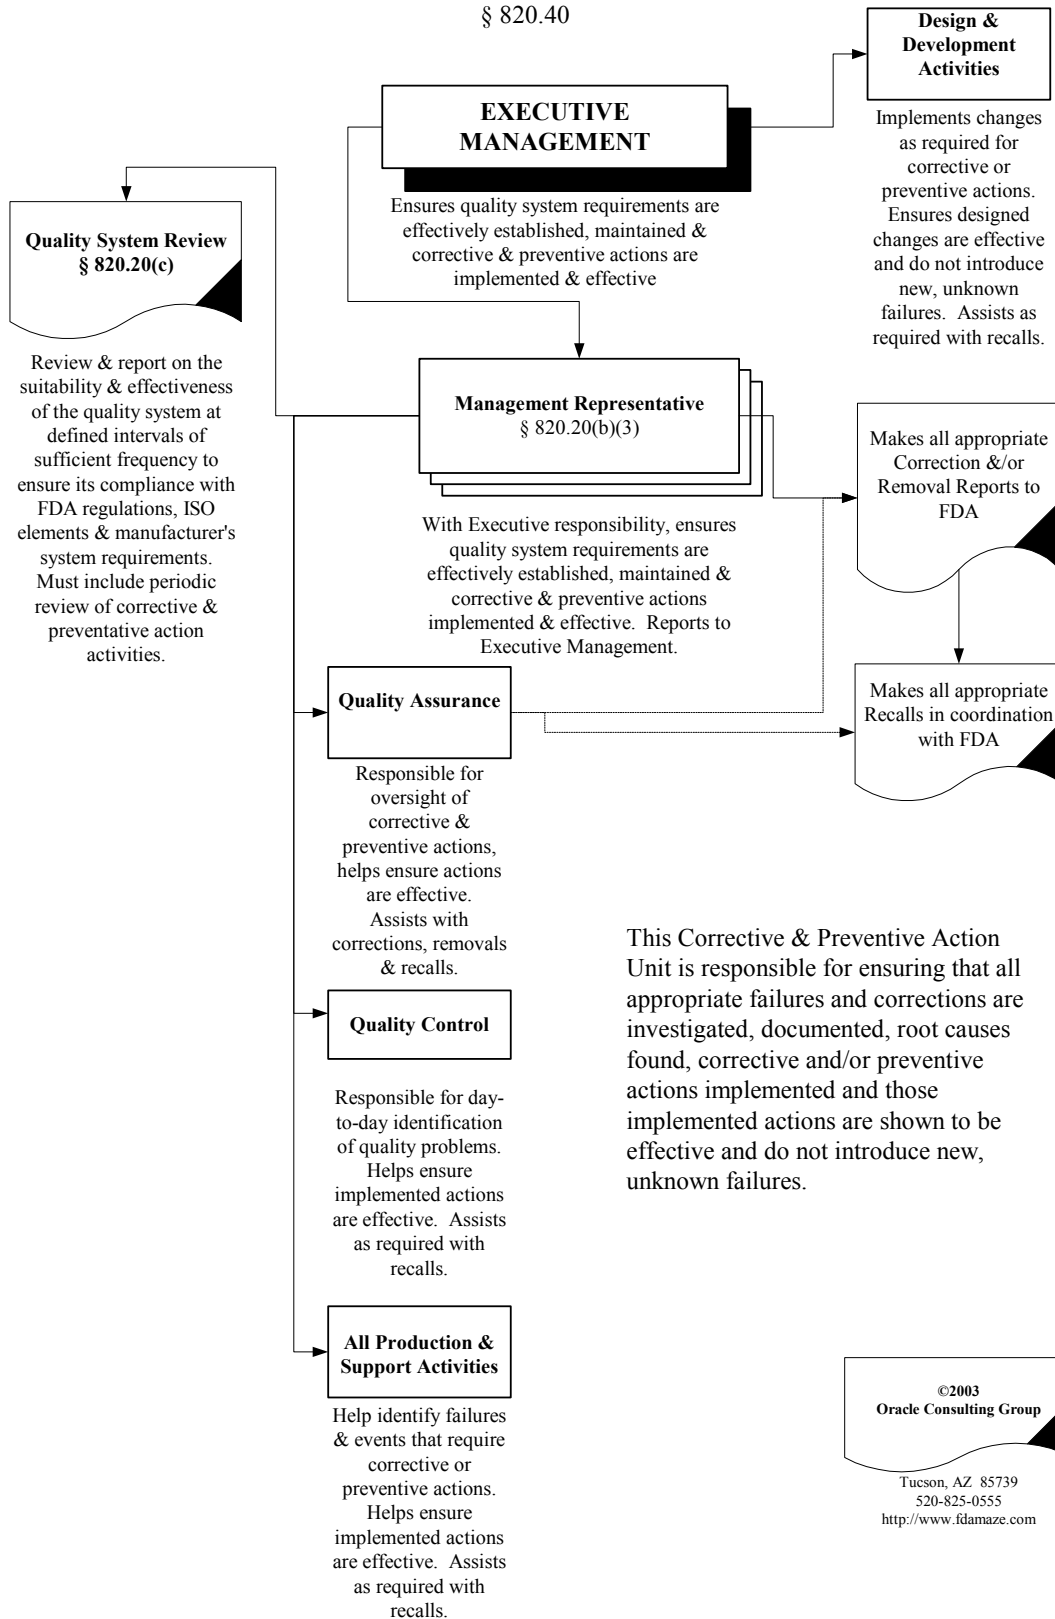 § 820.40
Design &
Development
Activities
Implements changes
as required for
corrective or
preventive actions.
Ensures designed
changes are effective
and do not introduce
new, unknown
failures. Assists as
required with recalls.
EXECUTIVE
MANAGEMENT
Ensures quality system requirements are
effectively established, maintained &
corrective & preventive actions are
implemented & effective
Quality System Review
§ 820.20(c)
Review & report on the
suitability & effectiveness
of the quality system at
defined intervals of
sufficient frequency to
ensure its compliance with
FDA regulations, ISO
elements & manufacturer's
system requirements.
Must include periodic
review of corrective &
preventative action
activities.
Management Representative
§ 820.20(b)(3)
With Executive responsibility, ensures
quality system requirements are
effectively established, maintained &
corrective & preventive actions
implemented & effective. Reports to
Executive Management.
Makes all appropriate
Correction &/or
Removal Reports to
FDA
Makes all appropriate
Recalls in coordination
with FDA
Quality Assurance
Responsible for
oversight of
corrective &
preventive actions,
helps ensure actions
are effective.
Assists with
corrections, removals
& recalls.
Quality Control
Responsible for day-
to-day identification
of quality problems.
Helps ensure
implemented actions
are effective. Assists
as required with
recalls.
All Production &
Support Activities
Help identify failures
& events that require
corrective or
preventive actions.
Helps ensure
implemented actions
are effective. Assists
as required with
recalls.
This Corrective & Preventive Action
Unit is responsible for ensuring that all
appropriate failures and corrections are
investigated, documented, root causes
found, corrective and/or preventive
actions implemented and those
implemented actions are shown to be
effective and do not introduce new,
unknown failures.
©2003
Oracle Consulting Group
Tucson, AZ 85739
520-825-0555
http://www.fdamaze.com